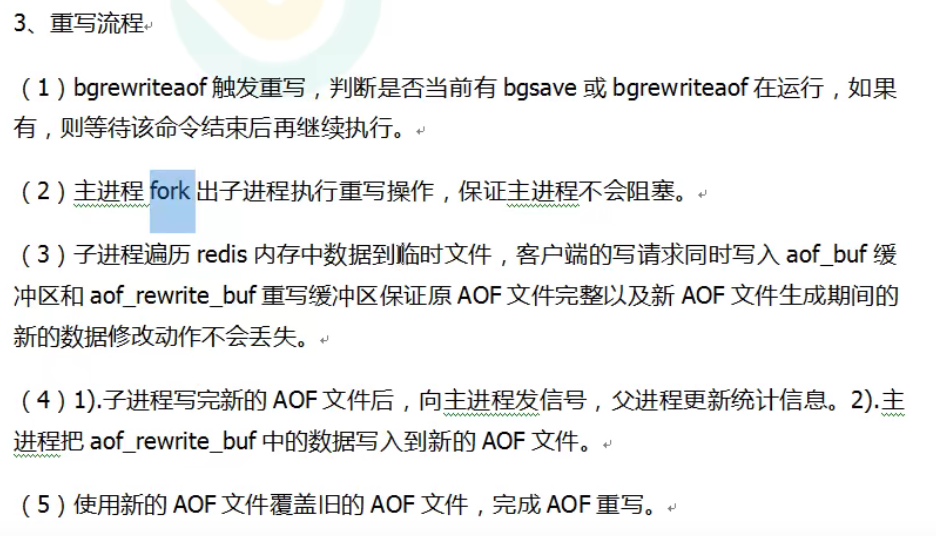 3、重写流程
（1）bgrewriteaof 触发重写，判断是否当前有 bgsave 或 bgrewriteaof 在运行，如果
有，则等待该命令结束后再继续执行。
（2）主进程 fork 出子进程执行重写操作，保证主进程不会阻塞。
（3）子进程遍历 redis 内存中数据到临时文件，客户端的写请求同时写入 aof_buf 缓
冲区和 aof_rewrite_buf 重写缓冲区保证原 AOF 文件完整以及新 AOF 文件生成期间的
新的数据修改动作不会丢失。
（4）1).子进程写完新的 AOF 文件后，向主进程发信号，父进程更新统计信息。2).主
进程把 aof_rewrite_buf 中的数据写入到新的 AOF 文件。
（5）使用新的 AOF 文件覆盖旧的 AOF 文件，完成 AOF 重写。